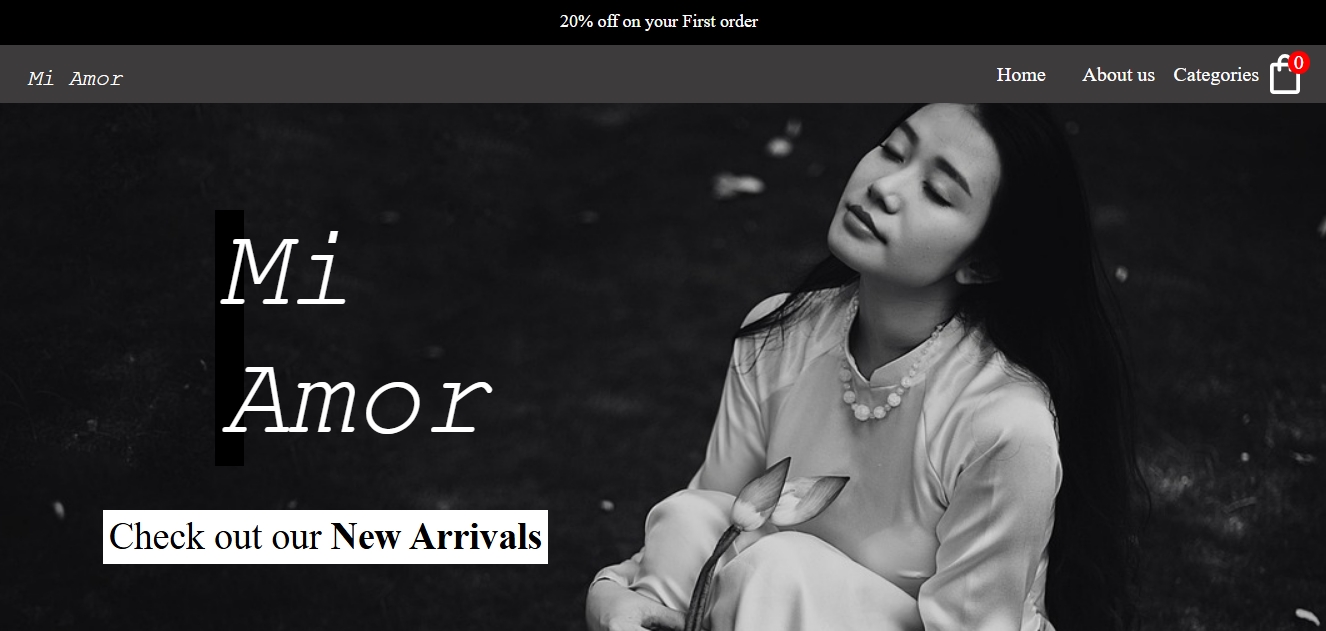 20% off on your First order
Mi Amor
Home About us Categories 0
Mi
Amor
Check out our New Arrivals